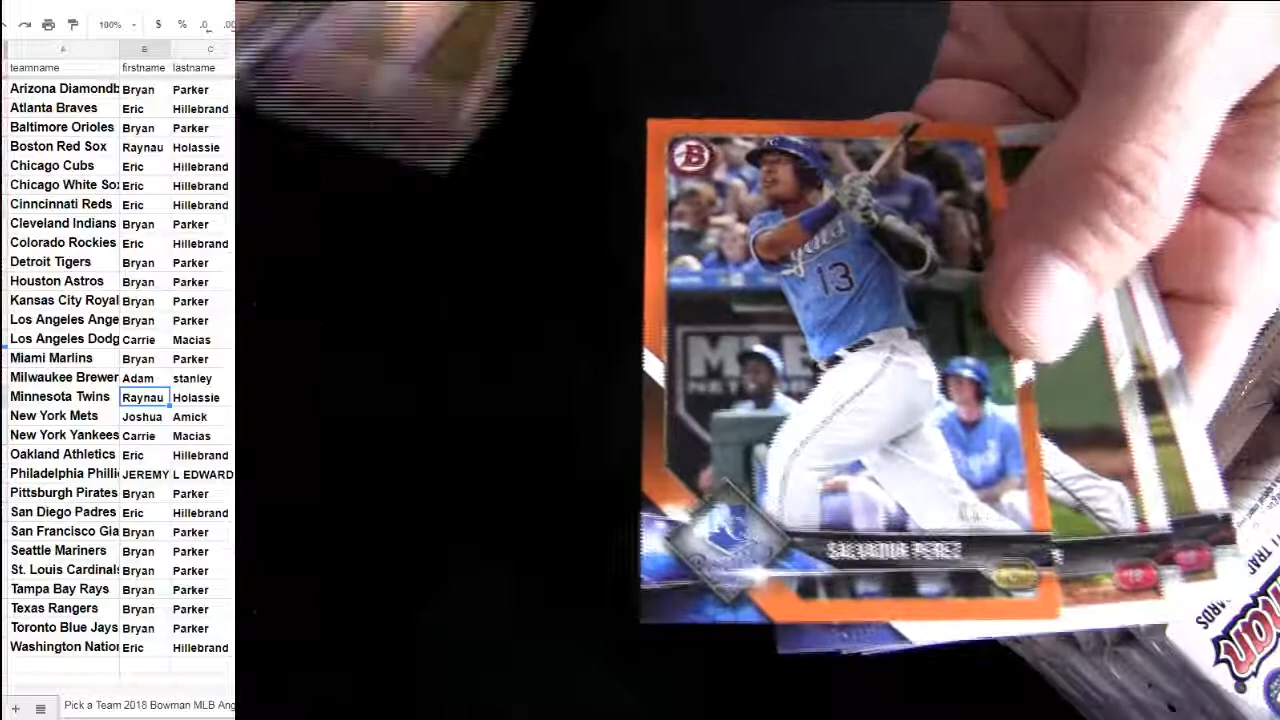 100% $ % .0 .00
A B C
teamname firstname lastname
Arizona Diamondb Bryan Parker
Atlanta Braves Eric Hillebrand
Baltimore Orioles Bryan Parker
Boston Red Sox Raynau Holassie
Chicago Cubs Eric Hillebrand
Chicago White Sox Eric Hillebrand
Cinncinnati Reds Eric Hillebrand
Cleveland Indians Bryan Parker
Colorado Rockies Eric Hillebrand
Detroit Tigers Bryan Parker
Houston Astros Bryan Parker
Kansas City Royal Bryan Parker
Los Angeles Ange Bryan Parker
Los Angeles Dodg Carrie Macias
Miami Marlins Bryan Parker
Milwaukee Brewer Adam stanley
Minnesota Twins Raynau Holassie
New York Mets Joshua Amick
New York Yankees Carrie Macias
Oakland Athletics Eric Hillebrand
Philadelphia Philli JEREMY L EDWARD
Pittsburgh Pirates Bryan Parker
San Diego Padres Eric Hillebrand
San Francisco Gia Bryan Parker
Seattle Mariners Bryan Parker
St. Louis Cardinals Bryan Parker
Tampa Bay Rays Bryan Parker
Texas Rangers Bryan Parker
Toronto Blue Jays Bryan Parker
Washington Nation Eric Hillebrand
Pick a Team 2018 Bowman MLB Ang
B
13
MLB
NETWOR
SALVADOR PEREZ